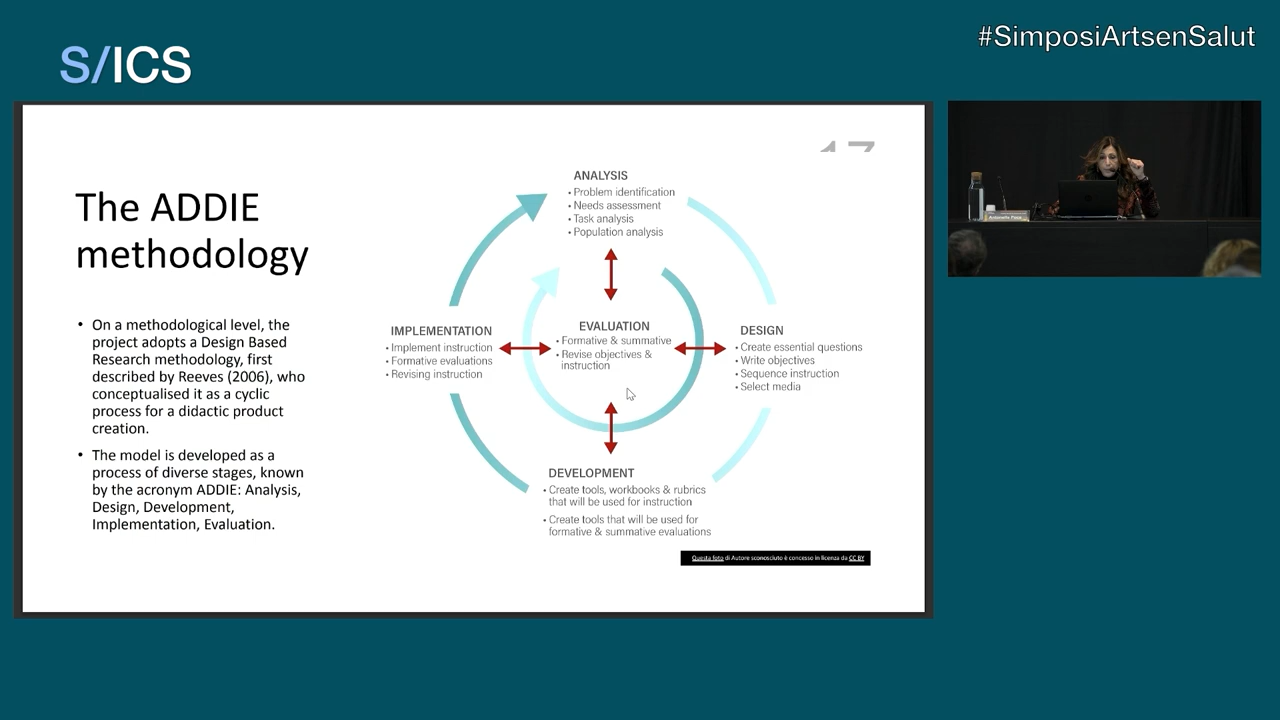 S/ICS
#SimposiArtsenSalut
17
The ADDIE
methodology
• On a methodological level, the
project adopts a Design Based
Research methodology, first
described by Reeves (2006), who
conceptualised it as a cyclic
process for a didactic product
creation.
• The model is developed as a
process of diverse stages, known
by the acronym ADDIE: Analysis,
Design, Development,
Implementation, Evaluation.
ANALYSIS
• Problem identification
• Needs assessment
• Task analysis
• Population analysis
IMPLEMENTATION
• Implement instruction
• Formative evaluations
• Revising instruction
EVALUATION
• Formative & summative
• Revise objectives &
instruction
DESIGN
• Create essential questions
• Write objectives
• Sequence instruction
• Select media
DEVELOPMENT
• Create tools, workbooks & rubrics
that will be used for instruction
• Create tools that will be used for
formative & summative evaluations
Questa foto di Autore sconosciuto è concesso in licenza da CC BY